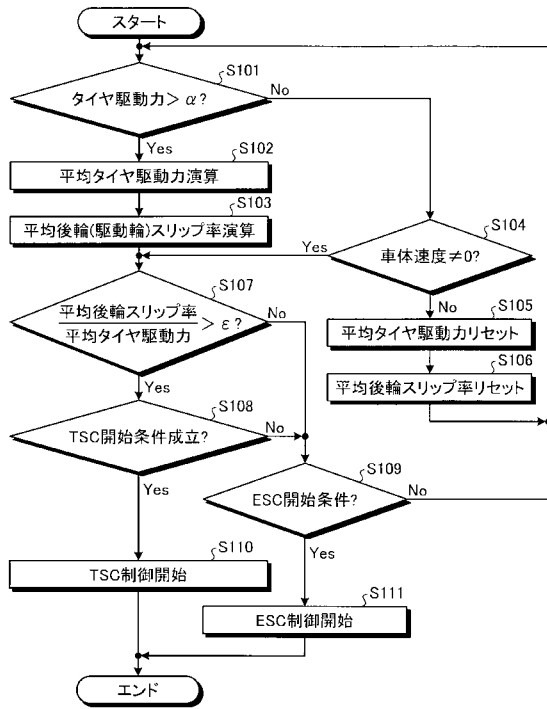 スタート
S101
タイヤ駆動力＞α?
No
Yes
S102
平均タイヤ駆動力演算
S103
平均後輪(駆動輪)スリップ率演算
S104
Yes
車体速度≠0?
S107
平均後輪スリップ率
平均タイヤ駆動力
＞ε?
No
No
S105
平均タイヤ駆動力リセット
S106
平均後輪スリップ率リセット
Yes
S108
TSC開始条件成立?
No
S109
Yes
ESC開始条件?
No
S110
Yes
TSC制御開始
S111
ESC制御開始
エンド